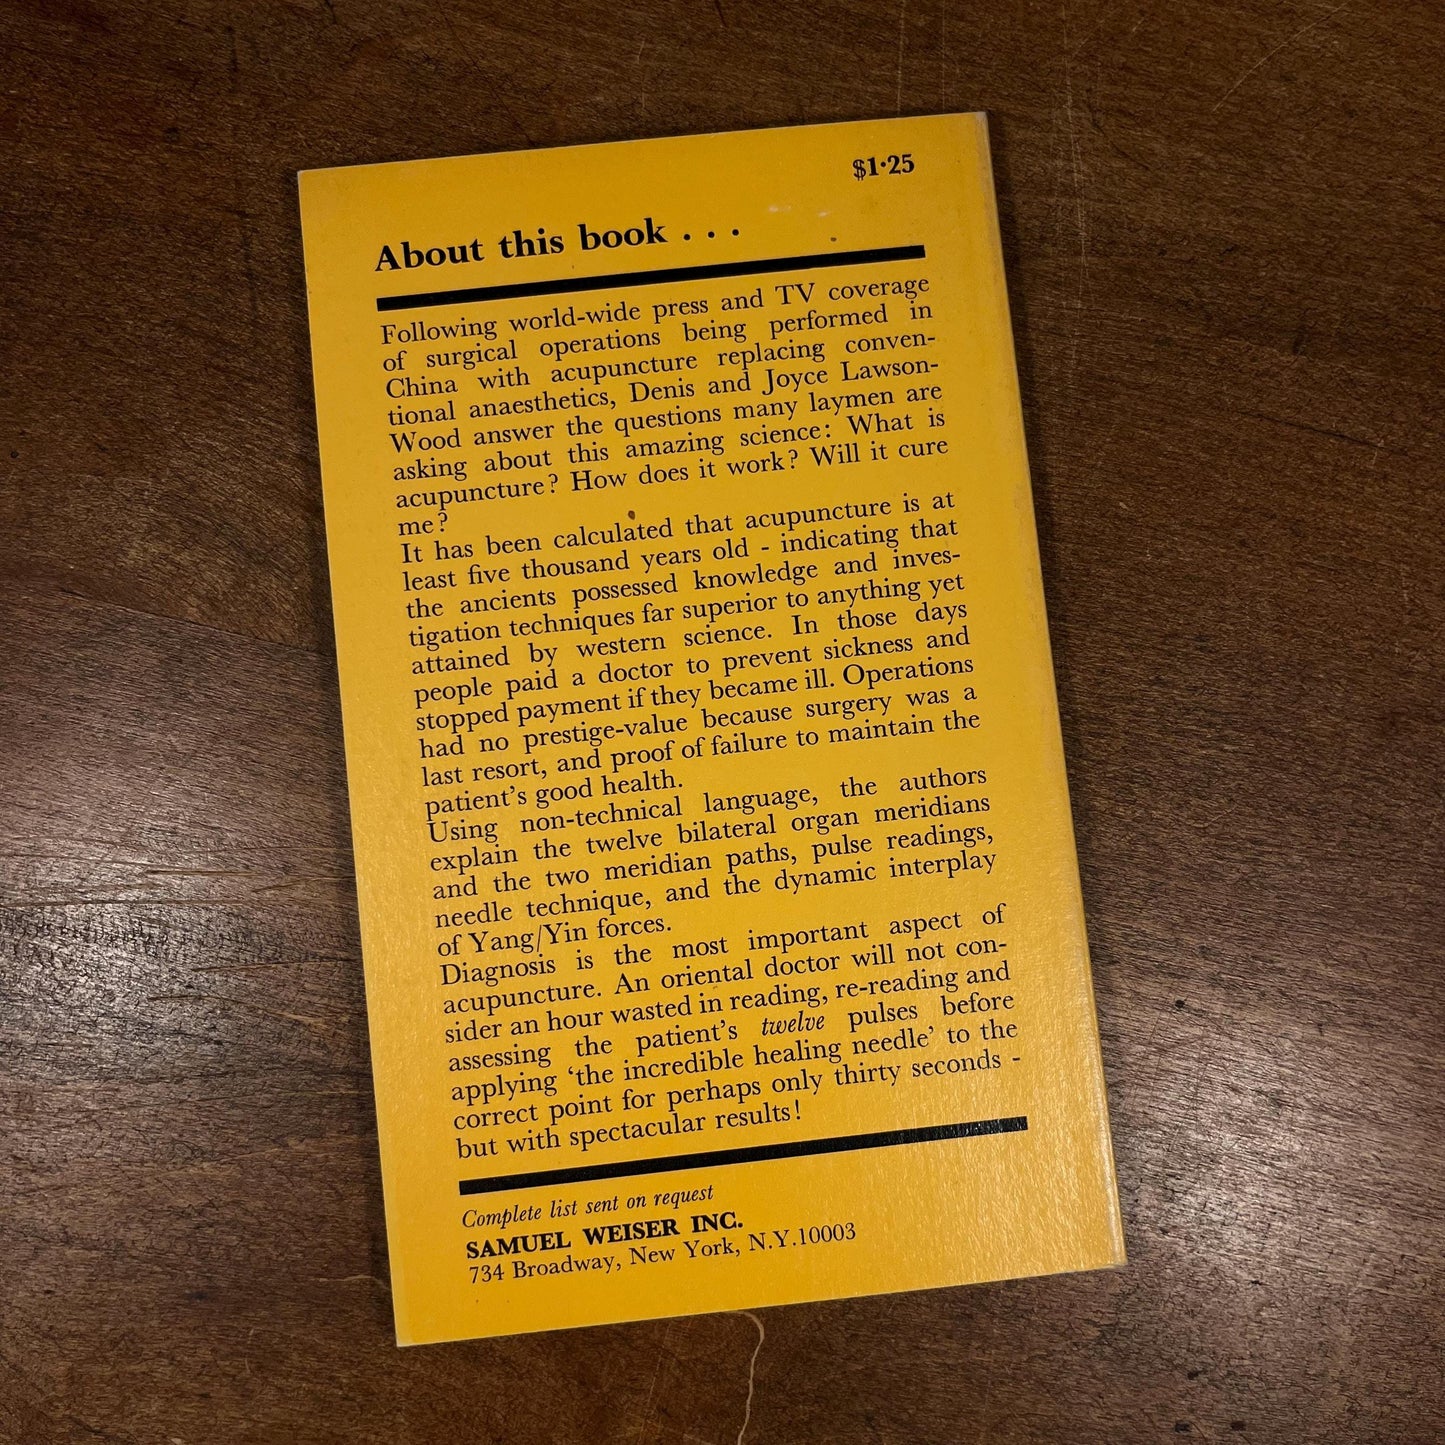 $1·25
About this book . . .
Following world-wide press and TV coverage
of surgical operations being performed in
China with acupuncture replacing conven-
tional anaesthetics, Denis and Joyce Lawson-
Wood answer the questions many laymen are
asking about this amazing science: What is
acupuncture? How does it work? Will it cure
me?
It has been calculated that acupuncture is at
least five thousand years old - indicating that
the ancients possessed knowledge and inves-
tigation techniques far superior to anything yet
attained by western science. In those days
people paid a doctor to prevent sickness and
stopped payment if they became ill. Operations
had no prestige-value because surgery was a
last resort, and proof of failure to maintain the
patient's good health.
Using non-technical language, the authors
explain the twelve bilateral organ meridians
and the two meridian paths, pulse readings,
needle technique, and the dynamic interplay
of Yang/Yin forces.
Diagnosis is the most important aspect of
acupuncture. An oriental doctor will not con-
sider an hour wasted in reading, re-reading and
assessing the patient's twelve pulses before
applying 'the incredible healing needle' to the
correct point for perhaps only thirty seconds -
but with spectacular results!
Complete list sent on request
SAMUEL WEISER INC.
734 Broadway, New York, N.Y.10003